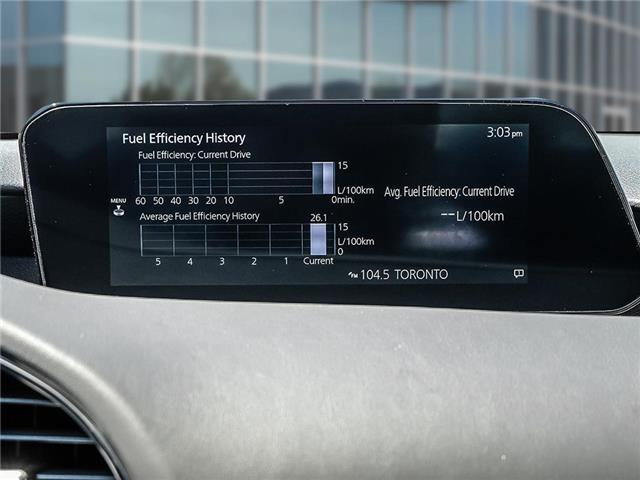 Fuel Efficiency History
3:03 pm
Fuel Efficiency: Current Drive
15
L/100km
0
60 50 40 30 20 10 5 0min.
MENU
Avg. Fuel Efficiency: Current Drive
-- L/100km
Average Fuel Efficiency History
26.1
15
L/100km
0
5 4 3 2 1 Current
104.5 TORONTO